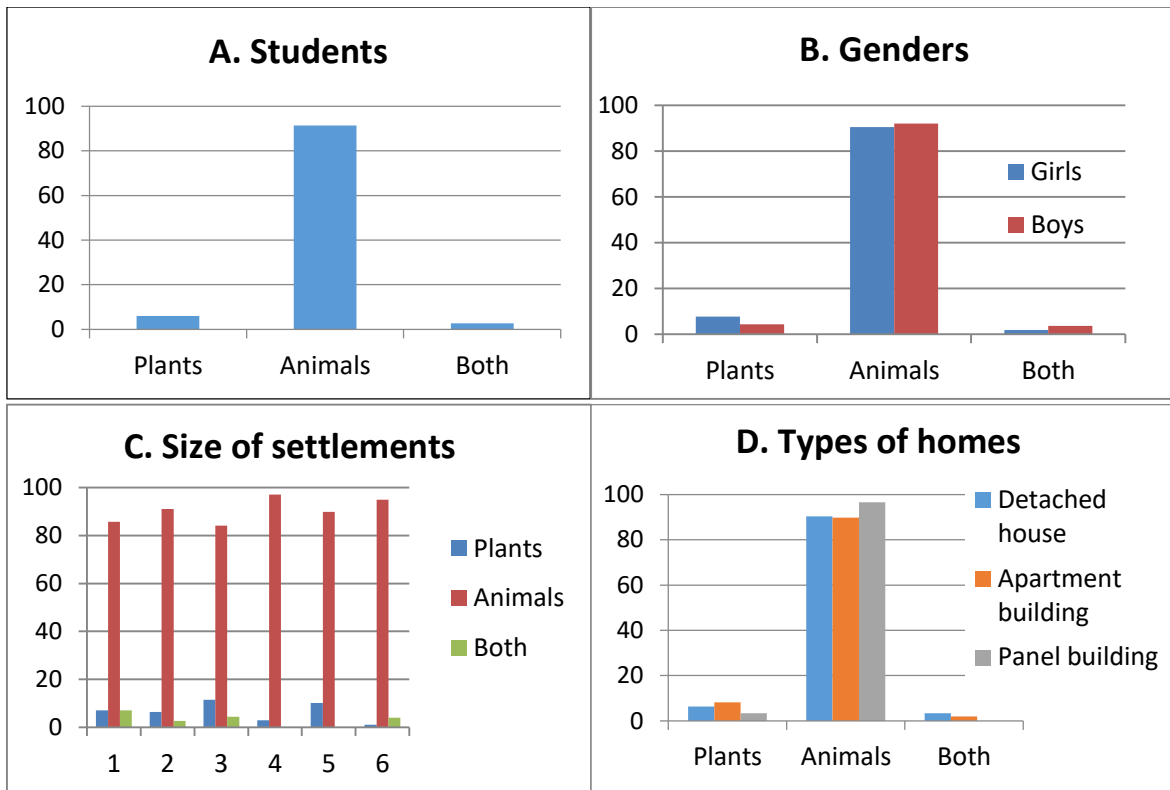 A. Students
100
80
60
40
20
0
Plants Animals Both
B. Genders
100
80
60
40
20
0
Plants Animals Both
Girls
Boys
C. Size of settlements
100
80
60
40
20
0
1 2 3 4 5 6
Plants
Animals
Both
D. Types of homes
100
80
60
40
20
0
Plants Animals Both
Detached
house
Apartment
building
Panel building